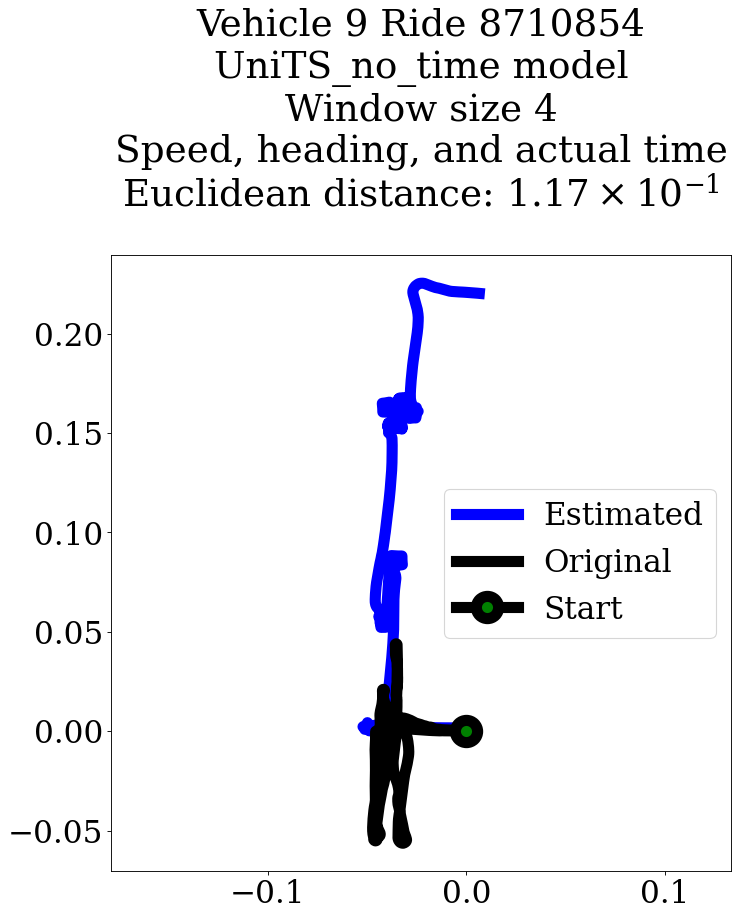 Vehicle 9 Ride 8710854
UniTS_no_time model
Window size 4
Speed, heading, and actual time
Euclidean distance: 1.17 × 10⁻¹
0.20
0.15
0.10
0.05
0.00
−0.05
Estimated
Original
Start
−0.1
0.0
0.1